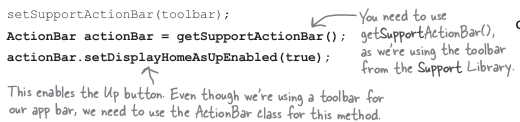 setSupportActionBar(toolbar);
ActionBar actionBar = getSupportActionBar();
actionBar.setDisplayHomeAsUpEnabled(true);
You need to use
getSupportActionBar(),
as we're using the toolbar
from the Support Library.
This enables the Up button. Even though we're using a toolbar for
our app bar, we need to use the ActionBar class for this method.